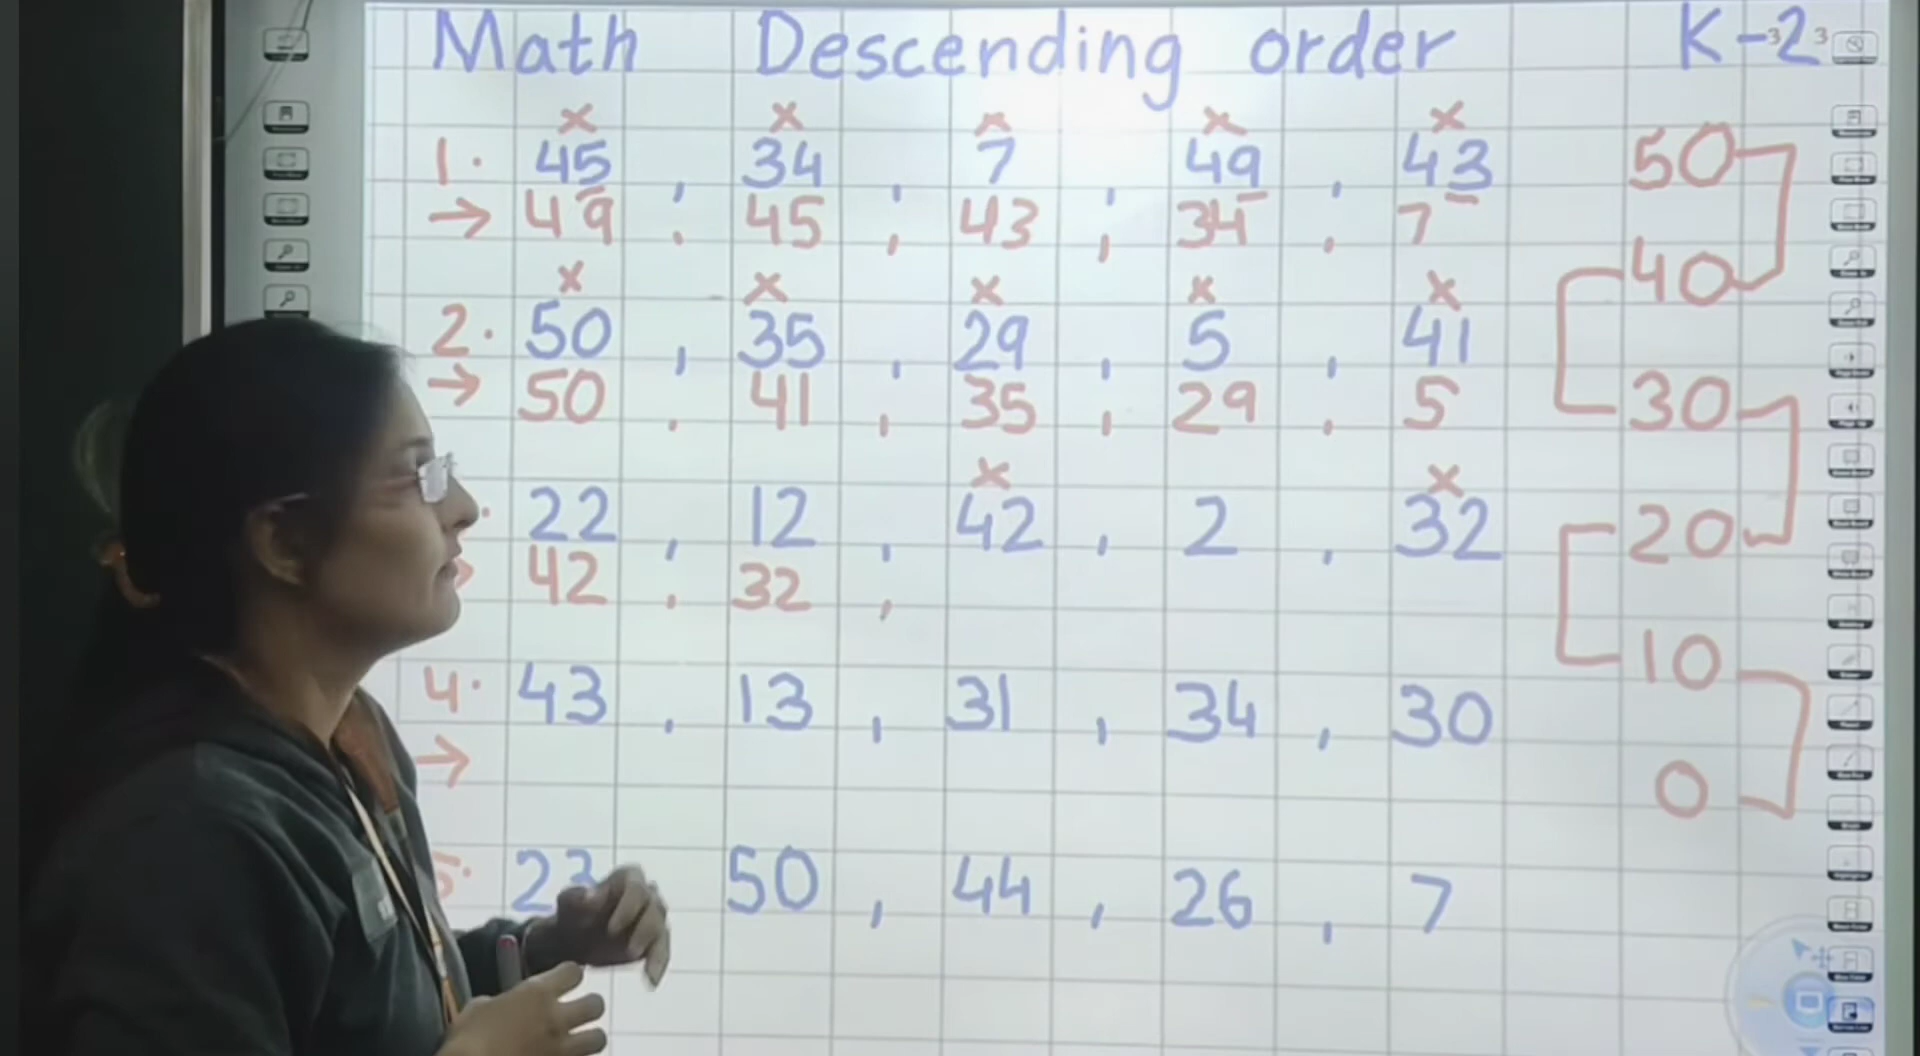 Math Descending order K-2
× × × × ×
1. 45 , 34 , 7 , 49 , 43 50
→ 49 , 45 , 43 , 34 , 7
× × × × × 40
2. 50 , 35 , 29 , 5 , 41
→ 50 , 41 , 35 , 29 , 5 30
× ×
22 , 12 , 42 , 2 , 32 20
42 , 32 ,
4. 43 , 13 , 31 , 34 , 30 10
→ 0
5. 23 50 , 44 , 26 , 7